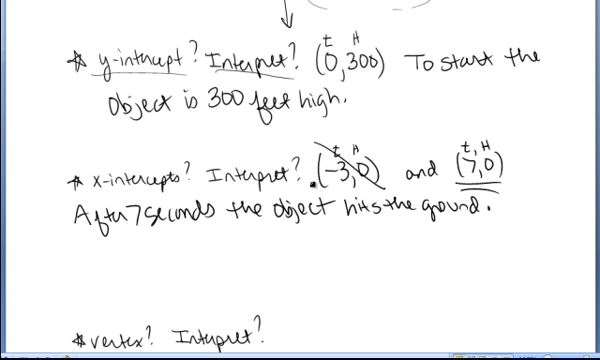 t H
* y-intercept? Interpret? (0,300) To start the
object is 300 feet high.
t H t, H
* x-intercepts? Interpret? (-3,0) and (7,0)
After 7 seconds the object hits the ground.
* vertex? Interpret?